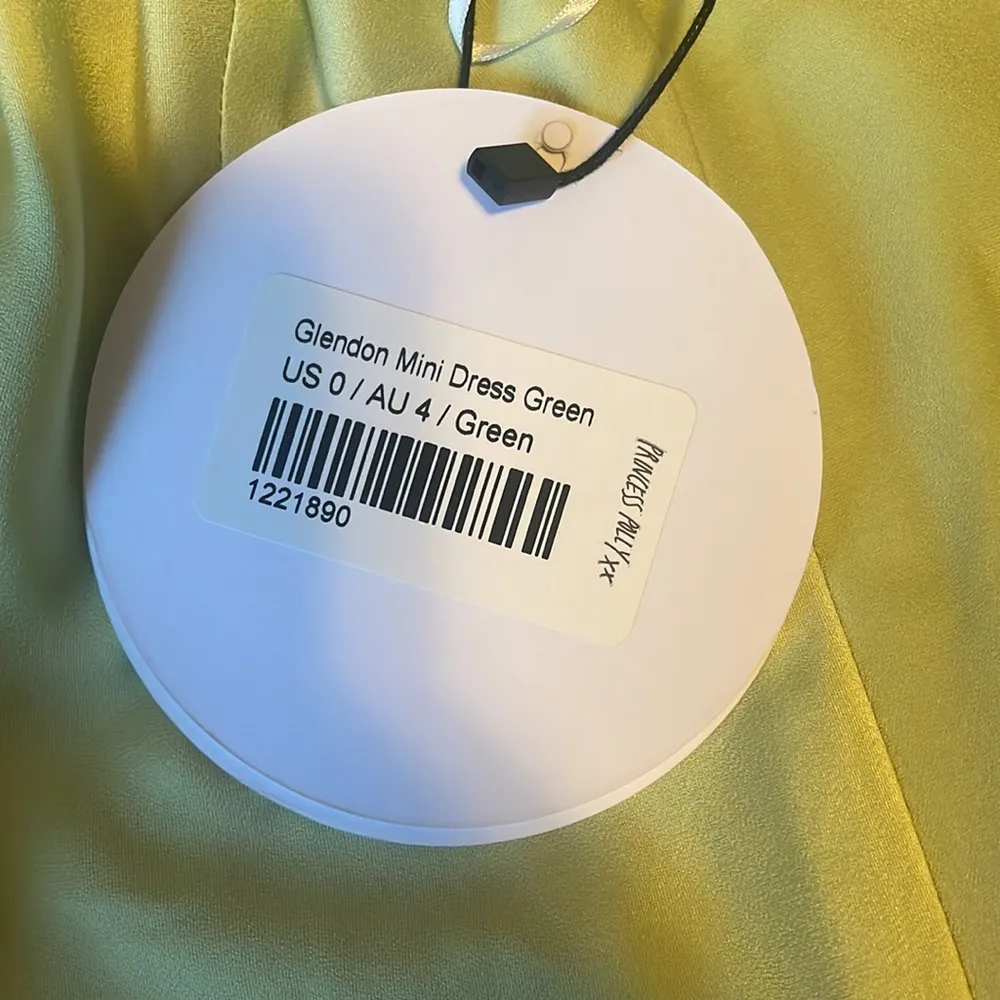 Glendon Mini Dress Green
US 0 / AU 4 / Green
1221890
PRINCESS POLLY xx